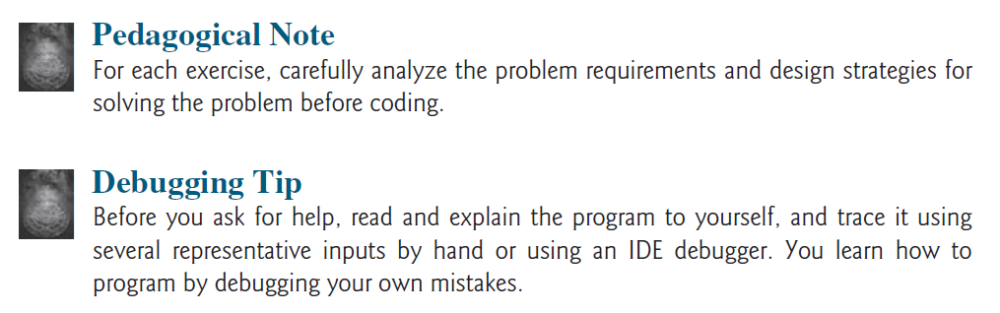 Pedagogical Note
For each exercise, carefully analyze the problem requirements and design strategies for
solving the problem before coding.
Debugging Tip
Before you ask for help, read and explain the program to yourself, and trace it using
several representative inputs by hand or using an IDE debugger. You learn how to
program by debugging your own mistakes.